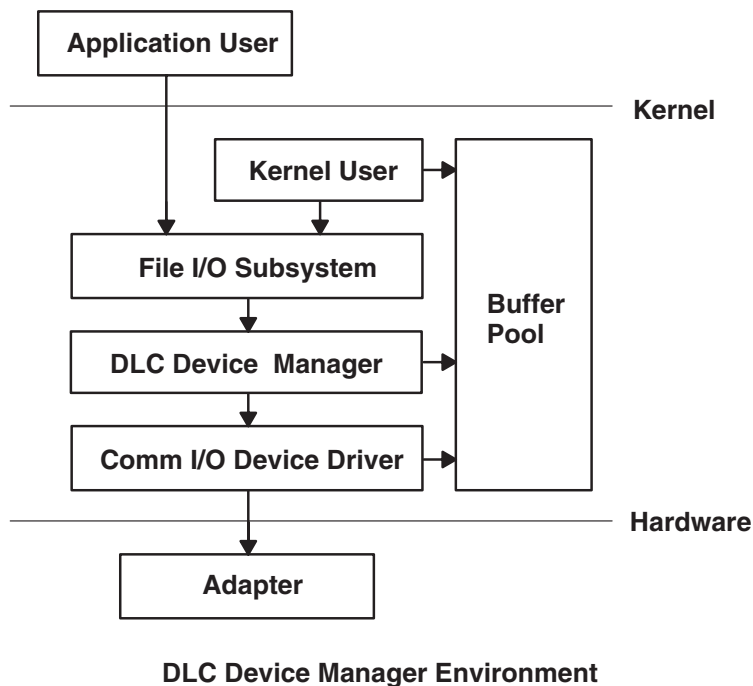 Application User
Kernel
Kernel User
File I/O Subsystem
Buffer
Pool
DLC Device Manager
Comm I/O Device Driver
Hardware
Adapter
DLC Device Manager Environment